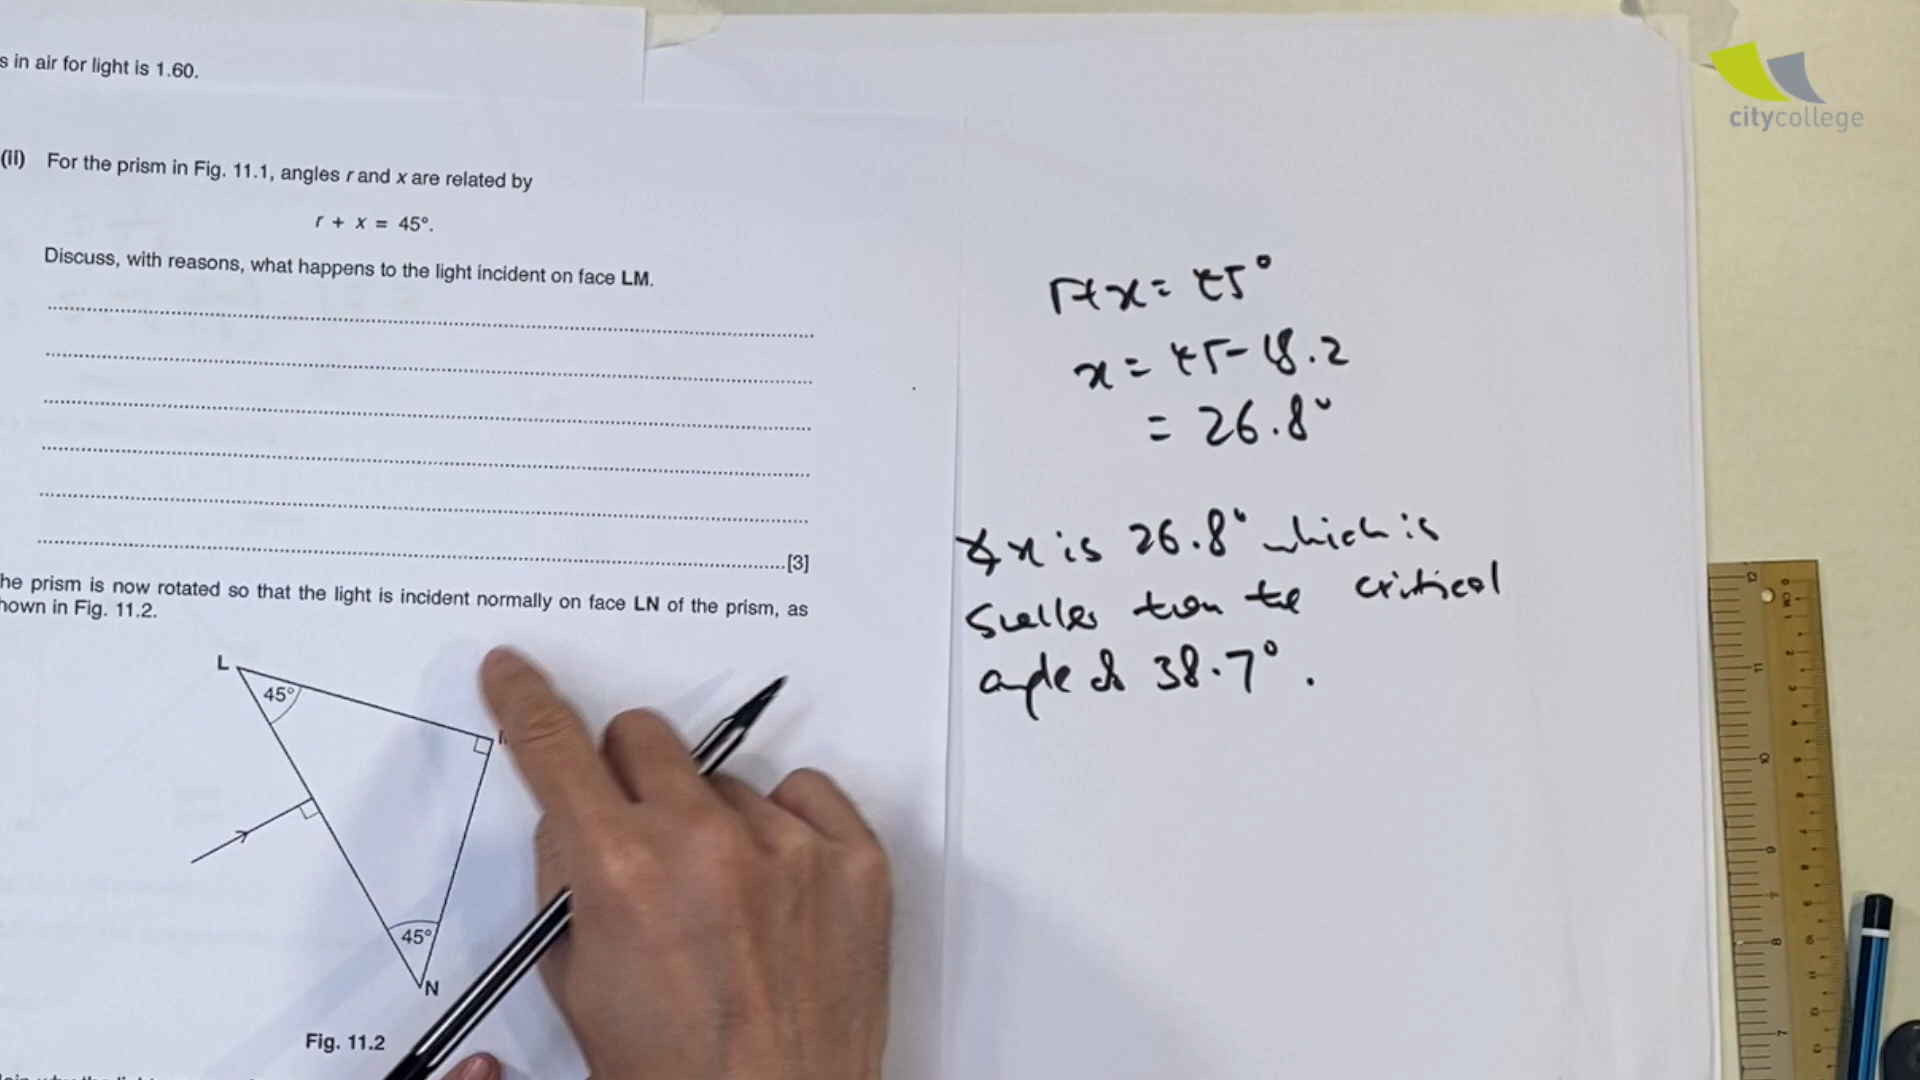 s in air for light is 1.60.
citycollege
(ii) For the prism in Fig. 11.1, angles r and x are related by
r + x = 45°.
Discuss, with reasons, what happens to the light incident on face LM.
[3]
he prism is now rotated so that the light is incident normally on face LN of the prism, as
hown in Fig. 11.2.
L
45°
45°
N
Fig. 11.2
r+x = 45°
x = 45-18.2
= 26.8°
∠x is 26.8° which is
smaller than the critical
angle of 38.7°.